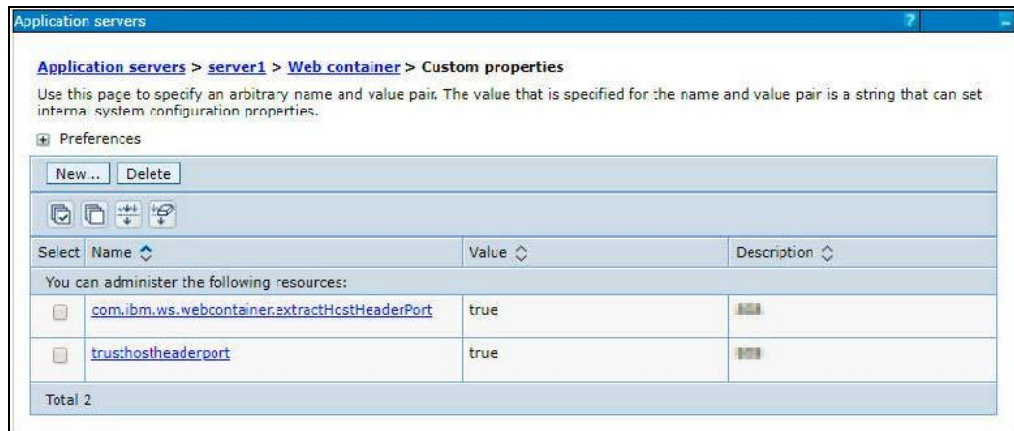 Application servers ? -
Application servers > server1 > Web container > Custom properties
Use this page to specify an arbitrary name and value pair. The value that is specified for the name and value pair is a string that can set
internal system configuration properties.
+ Preferences
New... Delete
Select Name Value Description
You can administer the following resources:
com.ibm.ws.webcontainer.extractHostHeaderPort true
trusthostheaderport true
Total 2